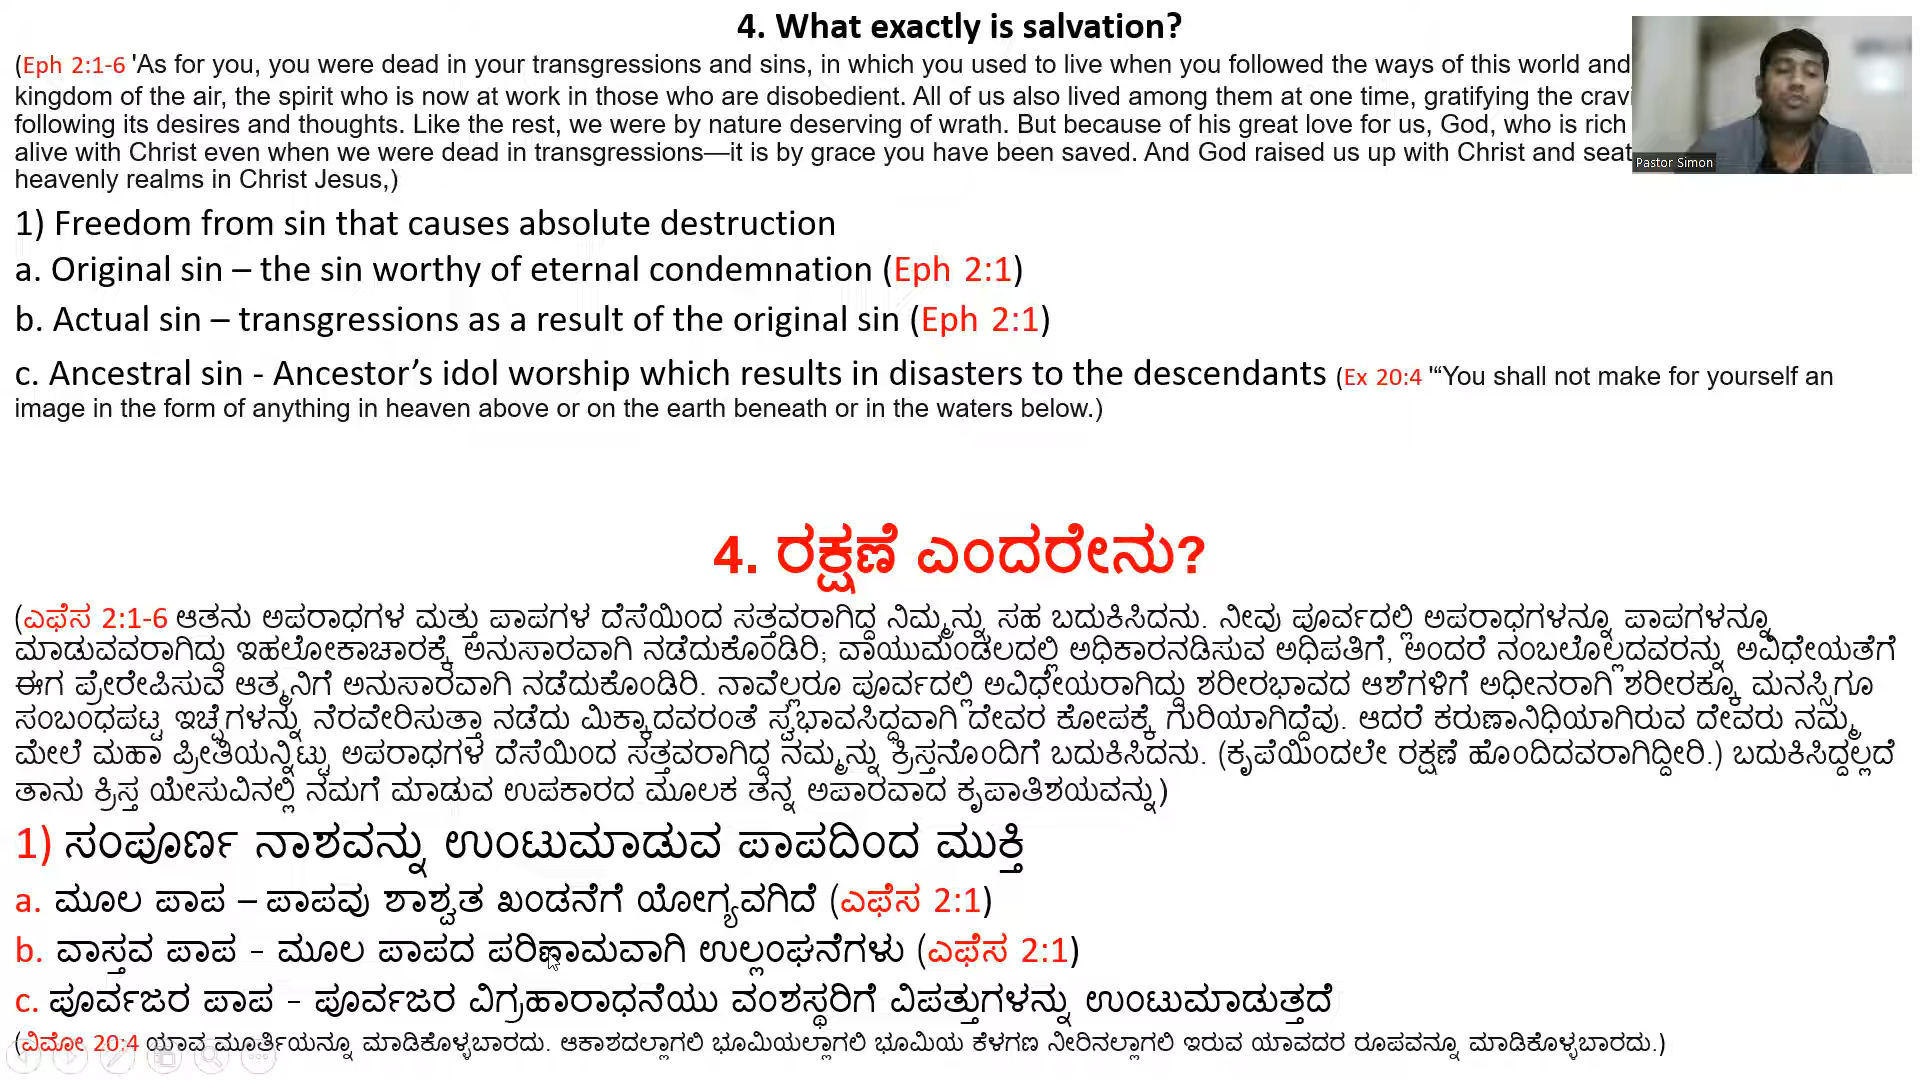 4. What exactly is salvation?
(Eph 2:1-6 'As for you, you were dead in your transgressions and sins, in which you used to live when you followed the ways of this world and
kingdom of the air, the spirit who is now at work in those who are disobedient. All of us also lived among them at one time, gratifying the cravi
following its desires and thoughts. Like the rest, we were by nature deserving of wrath. But because of his great love for us, God, who is rich
alive with Christ even when we were dead in transgressions—it is by grace you have been saved. And God raised us up with Christ and seat
heavenly realms in Christ Jesus,)
Pastor Simon
1) Freedom from sin that causes absolute destruction
a. Original sin – the sin worthy of eternal condemnation (Eph 2:1)
b. Actual sin – transgressions as a result of the original sin (Eph 2:1)
c. Ancestral sin - Ancestor’s idol worship which results in disasters to the descendants (Ex 20:4 '“You shall not make for yourself an
image in the form of anything in heaven above or on the earth beneath or in the waters below.)
4. ರಕ್ಷಣೆ ಎಂದರೇನು?
(ಎಫೆಸ 2:1-6 ಆತನು ಅಪರಾಧಗಳ ಮತ್ತು ಪಾಪಗಳ ದೆಸೆಯಿಂದ ಸತ್ತವರಾಗಿದ್ದ ನಿಮ್ಮನ್ನು ಸಹ ಬದುಕಿಸಿದನು. ನೀವು ಪೂರ್ವದಲ್ಲಿ ಅಪರಾಧಗಳನ್ನೂ ಪಾಪಗಳನ್ನೂ
ಮಾಡುವವರಾಗಿದ್ದು ಇಹಲೋಕಾಚಾರಕ್ಕೆ ಅನುಸಾರವಾಗಿ ನಡೆದುಕೊಂಡಿರಿ; ವಾಯುಮಂಡಲದಲ್ಲಿ ಅಧಿಕಾರನಡಿಸುವ ಅಧಿಪತಿಗೆ, ಅಂದರೆ ನಂಬಲೊಲ್ಲದವರನ್ನು ಅವಿಧೇಯತೆಗೆ
ಈಗ ಪ್ರೇರೇಪಿಸುವ ಆತ್ಮನಿಗೆ ಅನುಸಾರವಾಗಿ ನಡೆದುಕೊಂಡಿರಿ. ನಾವೆಲ್ಲರೂ ಪೂರ್ವದಲ್ಲಿ ಅವಿಧೇಯರಾಗಿದ್ದು ಶರೀರಭಾವದ ಆಶೆಗಳಿಗೆ ಅಧೀನರಾಗಿ ಶರೀರಕ್ಕೂ ಮನಸ್ಸಿಗೂ
ಸಂಬಂಧಪಟ್ಟ ಇಚ್ಛೆಗಳನ್ನು ನೆರವೇರಿಸುತ್ತಾ ನಡೆದು ಮಿಕ್ಕಾದವರಂತೆ ಸ್ವಭಾವಸಿದ್ಧವಾಗಿ ದೇವರ ಕೋಪಕ್ಕೆ ಗುರಿಯಾಗಿದ್ದೆವು. ಆದರೆ ಕರುಣಾನಿಧಿಯಾಗಿರುವ ದೇವರು ನಮ್ಮ
ಮೇಲೆ ಮಹಾ ಪ್ರೀತಿಯನ್ನಿಟ್ಟು ಅಪರಾಧಗಳ ದೆಸೆಯಿಂದ ಸತ್ತವರಾಗಿದ್ದ ನಮ್ಮನ್ನು ಕ್ರಿಸ್ತನೊಂದಿಗೆ ಬದುಕಿಸಿದನು. (ಕೃಪೆಯಿಂದಲೇ ರಕ್ಷಣೆ ಹೊಂದಿದವರಾಗಿದ್ದೀರಿ.) ಬದುಕಿಸಿದ್ದಲ್ಲದೆ
ತಾನು ಕ್ರಿಸ್ತ ಯೇಸುವಿನಲ್ಲಿ ನಮಗೆ ಮಾಡುವ ಉಪಕಾರದ ಮೂಲಕ ತನ್ನ ಅಪಾರವಾದ ಕೃಪಾತಿಶಯವನ್ನು)
1) ಸಂಪೂರ್ಣ ನಾಶವನ್ನು ಉಂಟುಮಾಡುವ ಪಾಪದಿಂದ ಮುಕ್ತಿ
a. ಮೂಲ ಪಾಪ – ಪಾಪವು ಶಾಶ್ವತ ಖಂಡನೆಗೆ ಯೋಗ್ಯವಗಿದೆ (ಎಫೆಸ 2:1)
b. ವಾಸ್ತವ ಪಾಪ - ಮೂಲ ಪಾಪದ ಪರಿಣಾಮವಾಗಿ ಉಲ್ಲಂಘನೆಗಳು (ಎಫೆಸ 2:1)
c. ಪೂರ್ವಜರ ಪಾಪ - ಪೂರ್ವಜರ ವಿಗ್ರಹಾರಾಧನೆಯು ವಂಶಸ್ಥರಿಗೆ ವಿಪತ್ತುಗಳನ್ನು ಉಂಟುಮಾಡುತ್ತದೆ
(ವಿಮೋ 20:4 ಯಾವ ಮೂರ್ತಿಯನ್ನೂ ಮಾಡಿಕೊಳ್ಳಬಾರದು. ಆಕಾಶದಲ್ಲಾಗಲಿ ಭೂಮಿಯಲ್ಲಾಗಲಿ ಭೂಮಿಯ ಕೆಳಗಣ ನೀರಿನಲ್ಲಾಗಲಿ ಇರುವ ಯಾವದರ ರೂಪವನ್ನೂ ಮಾಡಿಕೊಳ್ಳಬಾರದು.)